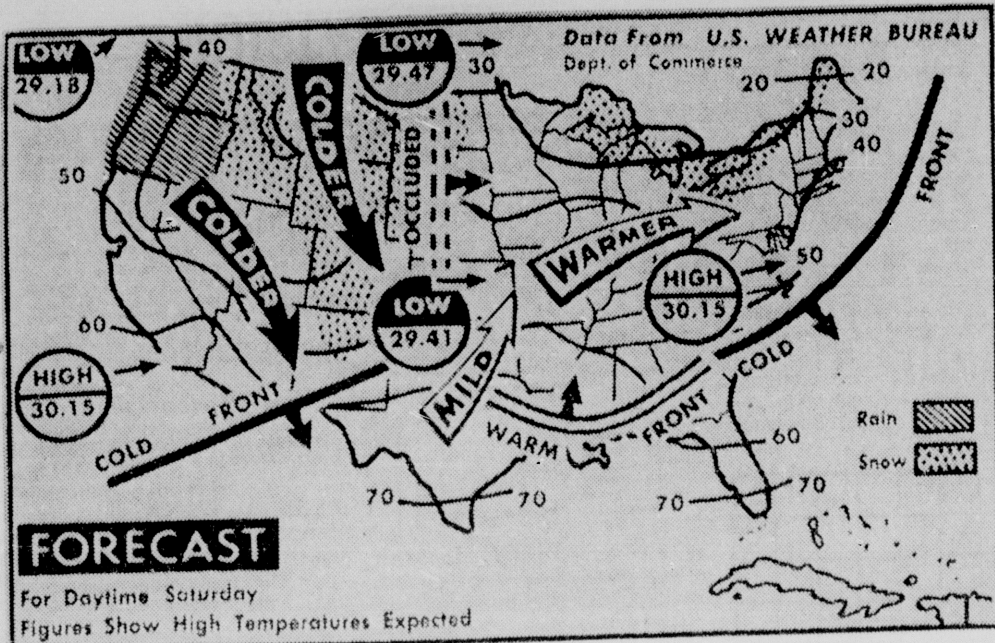 Data From U.S. WEATHER BUREAU
Dept. of Commerce
LOW
29.18
40
COLDER
LOW
29.47
30
20
20
30
40
FRONT
50
COLDER
OCCLUDED
WARMER
HIGH
30.15
50
LOW
29.41
60
HIGH
30.15
COLD FRONT
MILD
WARM FRONT
COLD
Rain
Snow
60
70
70
70
70
FORECAST
For Daytime Saturday
Figures Show High Temperatures Expected